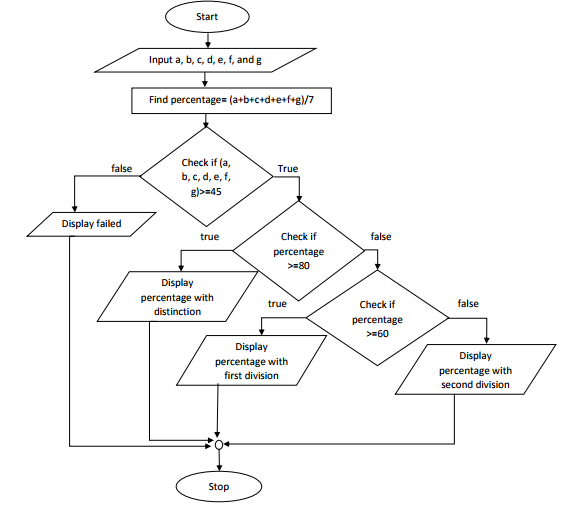 Start
Input a, b, c, d, e, f, and g
Find percentage= (a+b+c+d+e+f+g)/7
Check if (a,
b, c, d, e, f,
g)>=45
false
True
Display failed
Check if
percentage
>=80
true
false
Display
percentage with
distinction
Check if
percentage
>=60
true
false
Display
percentage with
first division
Display
percentage with
second division
Stop